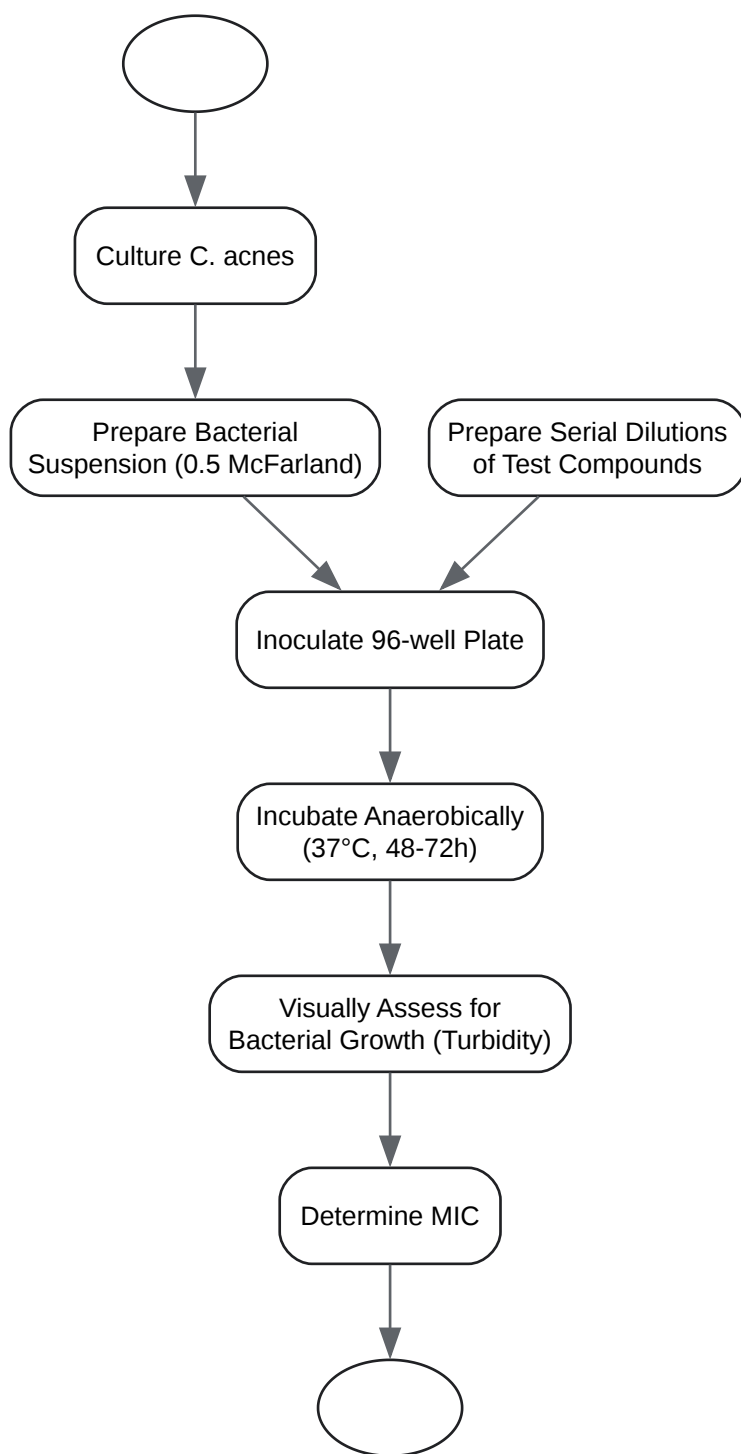 Culture C. acnes
Prepare Bacterial
Suspension (0.5 McFarland)
Prepare Serial Dilutions
of Test Compounds
Inoculate 96-well Plate
Incubate Anaerobically
(37°C, 48-72h)
Visually Assess for
Bacterial Growth (Turbidity)
Determine MIC